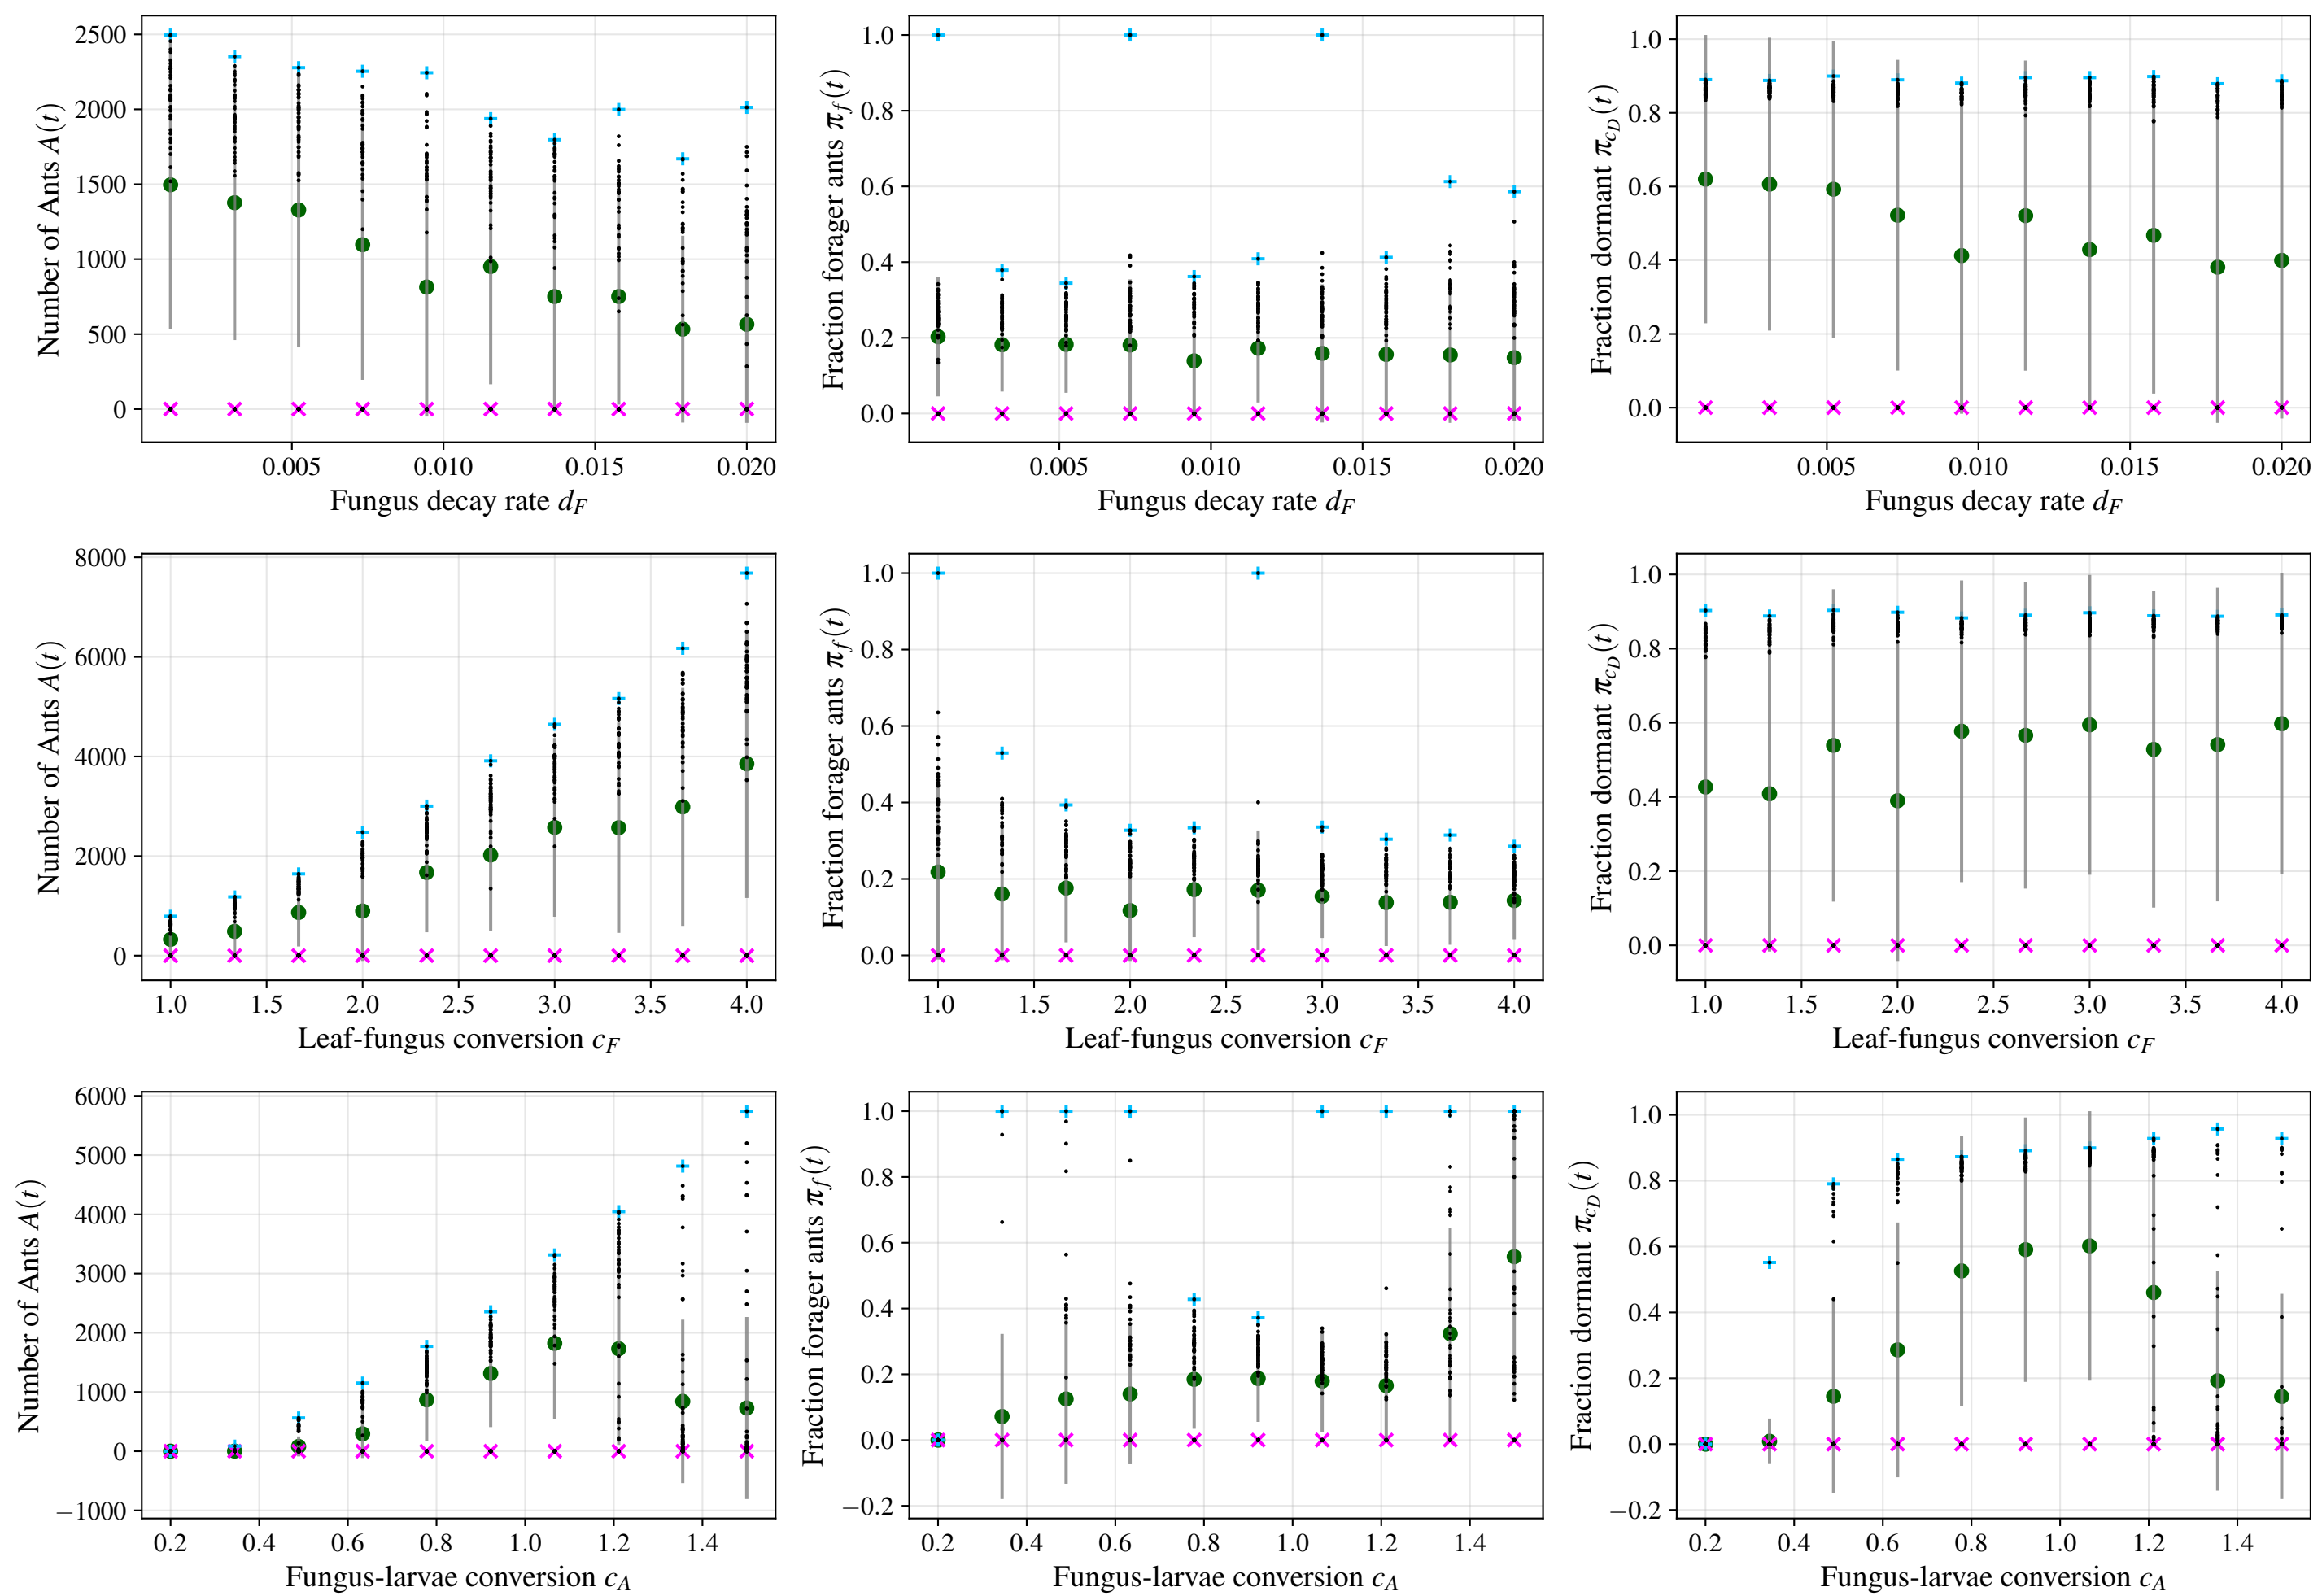 Number of Ants A(t)
2500
2000
1500
1000
500
0
0.005 0.010 0.015 0.020
Fungus decay rate d_F
Fraction forager ants π_f(t)
1.0
0.8
0.6
0.4
0.2
0.0
0.005 0.010 0.015 0.020
Fungus decay rate d_F
Fraction dormant π_{c_D}(t)
1.0
0.8
0.6
0.4
0.2
0.0
0.005 0.010 0.015 0.020
Fungus decay rate d_F
Number of Ants A(t)
8000
6000
4000
2000
0
1.0 1.5 2.0 2.5 3.0 3.5 4.0
Leaf-fungus conversion c_F
Fraction forager ants π_f(t)
1.0
0.8
0.6
0.4
0.2
0.0
1.0 1.5 2.0 2.5 3.0 3.5 4.0
Leaf-fungus conversion c_F
Fraction dormant π_{c_D}(t)
1.0
0.8
0.6
0.4
0.2
0.0
1.0 1.5 2.0 2.5 3.0 3.5 4.0
Leaf-fungus conversion c_F
Number of Ants A(t)
6000
5000
4000
3000
2000
1000
0
−1000
0.2 0.4 0.6 0.8 1.0 1.2 1.4
Fungus-larvae conversion c_A
Fraction forager ants π_f(t)
1.0
0.8
0.6
0.4
0.2
0.0
−0.2
0.2 0.4 0.6 0.8 1.0 1.2 1.4
Fungus-larvae conversion c_A
Fraction dormant π_{c_D}(t)
1.0
0.8
0.6
0.4
0.2
0.0
−0.2
0.2 0.4 0.6 0.8 1.0 1.2 1.4
Fungus-larvae conversion c_A